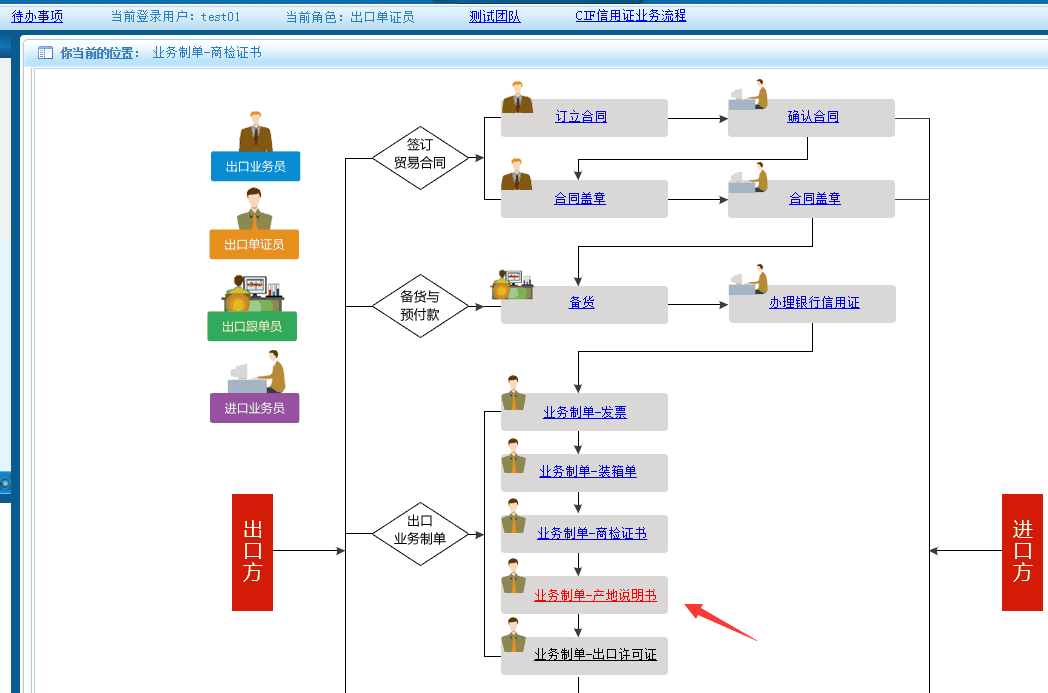 待办事项 当前登录用户：test01 当前角色：出口单证员 测试团队 CIF信用证业务流程
你当前的位置： 业务制单-商检证书
出口业务员
出口单证员
出口跟单员
进口业务员
签订
贸易合同
订立合同
确认合同
合同盖章
合同盖章
备货与
预付款
备货
办理银行信用证
出口
业务制单
业务制单-发票
业务制单-装箱单
业务制单-商检证书
业务制单-产地说明书
业务制单-出口许可证
出口方
进口方